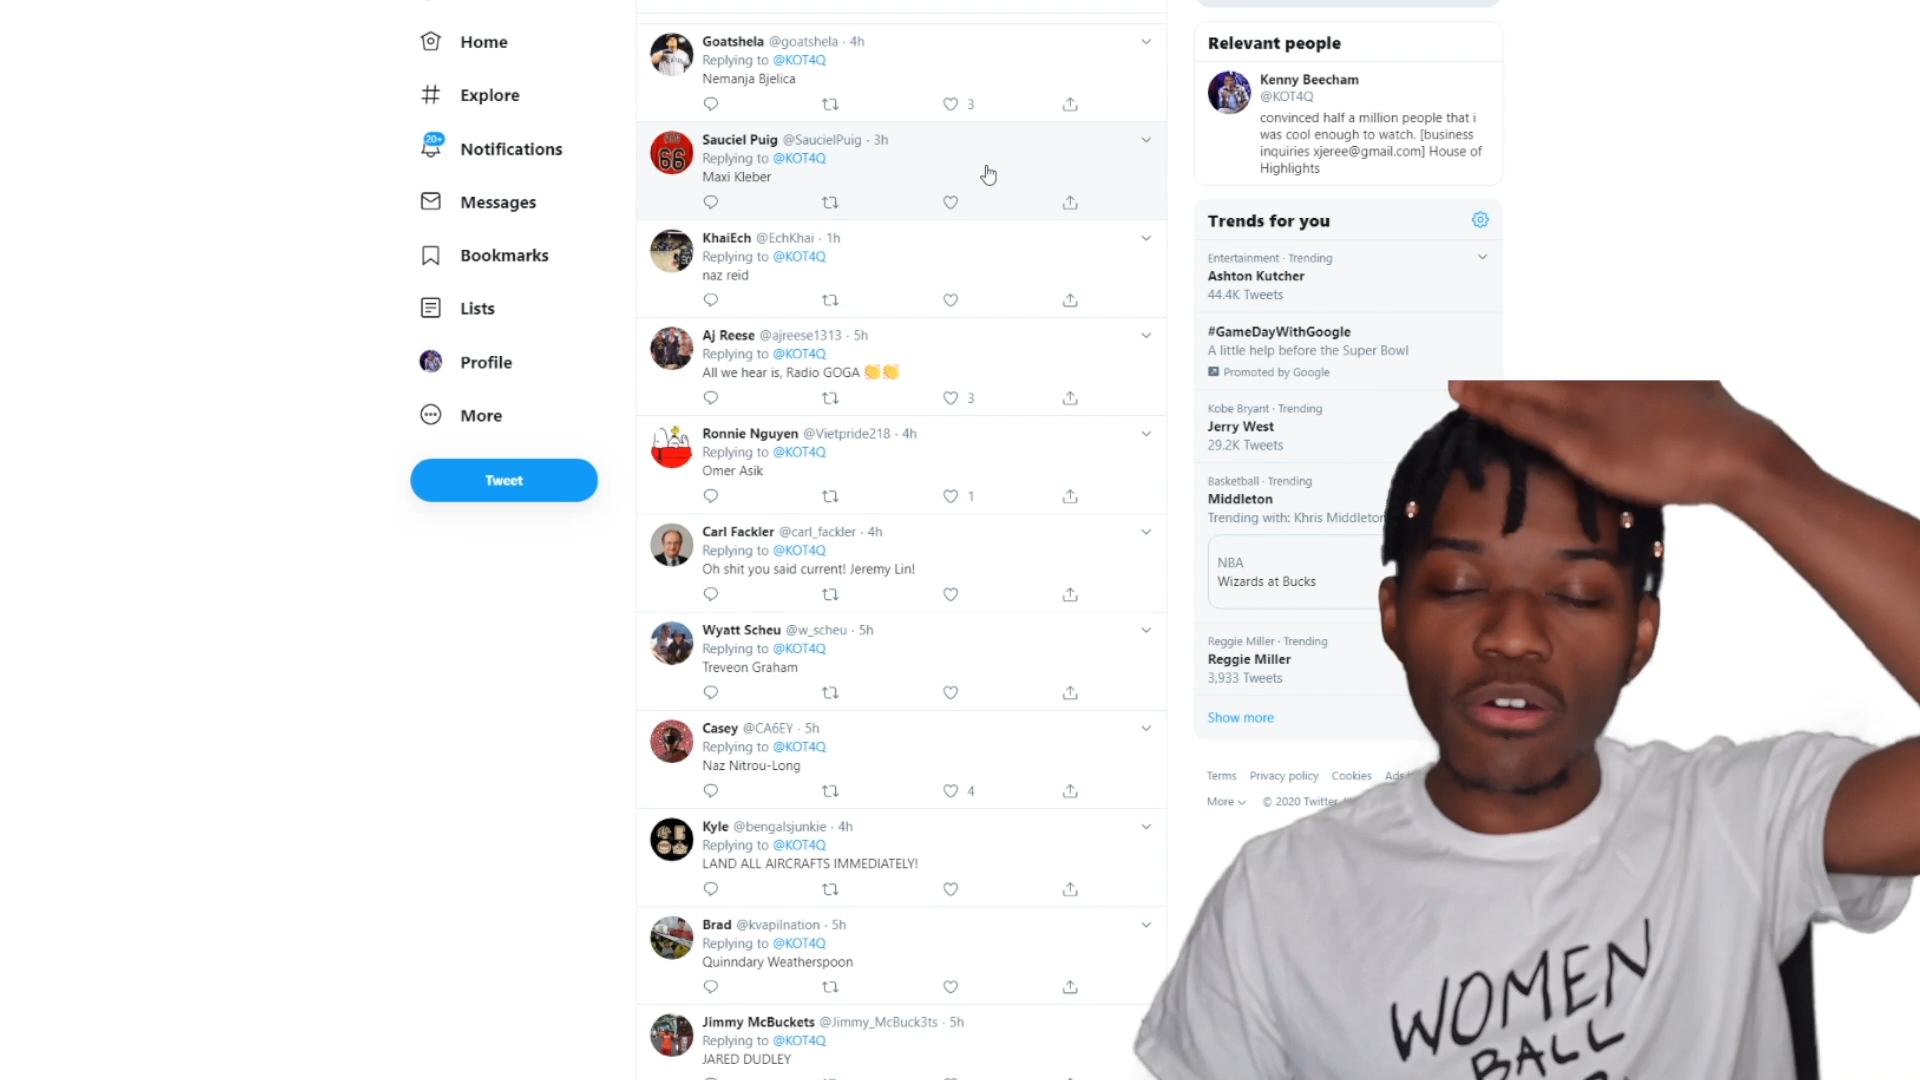 Home
Explore
20+
Notifications
Messages
Bookmarks
Lists
Profile
More
Tweet
Goatshela @goatshela · 4h
Replying to @KOT4Q
Nemanja Bjelica
3
Sauciel Puig @SaucielPuig · 3h
Replying to @KOT4Q
Maxi Kleber
66
KhaiEch @EchKhai · 1h
Replying to @KOT4Q
naz reid
Aj Reese @ajreese1313 · 5h
Replying to @KOT4Q
All we hear is, Radio GOGA 👏👏
3
Ronnie Nguyen @Vietpride218 · 4h
Replying to @KOT4Q
Omer Asik
1
Carl Fackler @carl_fackler · 4h
Replying to @KOT4Q
Oh shit you said current! Jeremy Lin!
Wyatt Scheu @w_scheu · 5h
Replying to @KOT4Q
Treveon Graham
Casey @CA6EY · 5h
Replying to @KOT4Q
Naz Nitrou-Long
4
Kyle @bengalsjunkie · 4h
Replying to @KOT4Q
LAND ALL AIRCRAFTS IMMEDIATELY!
Brad @kvapilnation · 5h
Replying to @KOT4Q
Quinndary Weatherspoon
Jimmy McBuckets @Jimmy_McBuck3ts · 5h
Replying to @KOT4Q
JARED DUDLEY
Relevant people
Kenny Beecham
@KOT4Q
convinced half a million people that i
was cool enough to watch. [business
inquiries xjeree@gmail.com] House of
Highlights
Trends for you
Entertainment · Trending
Ashton Kutcher
44.4K Tweets
#GameDayWithGoogle
A little help before the Super Bowl
Promoted by Google
Kobe Bryant · Trending
Jerry West
29.2K Tweets
Basketball · Trending
Middleton
Trending with: Khris Middleton
NBA
Wizards at Bucks
Reggie Miller · Trending
Reggie Miller
3,933 Tweets
Show more
Terms Privacy policy Cookies Ads
More © 2020 Twitter
WOMEN
BALL